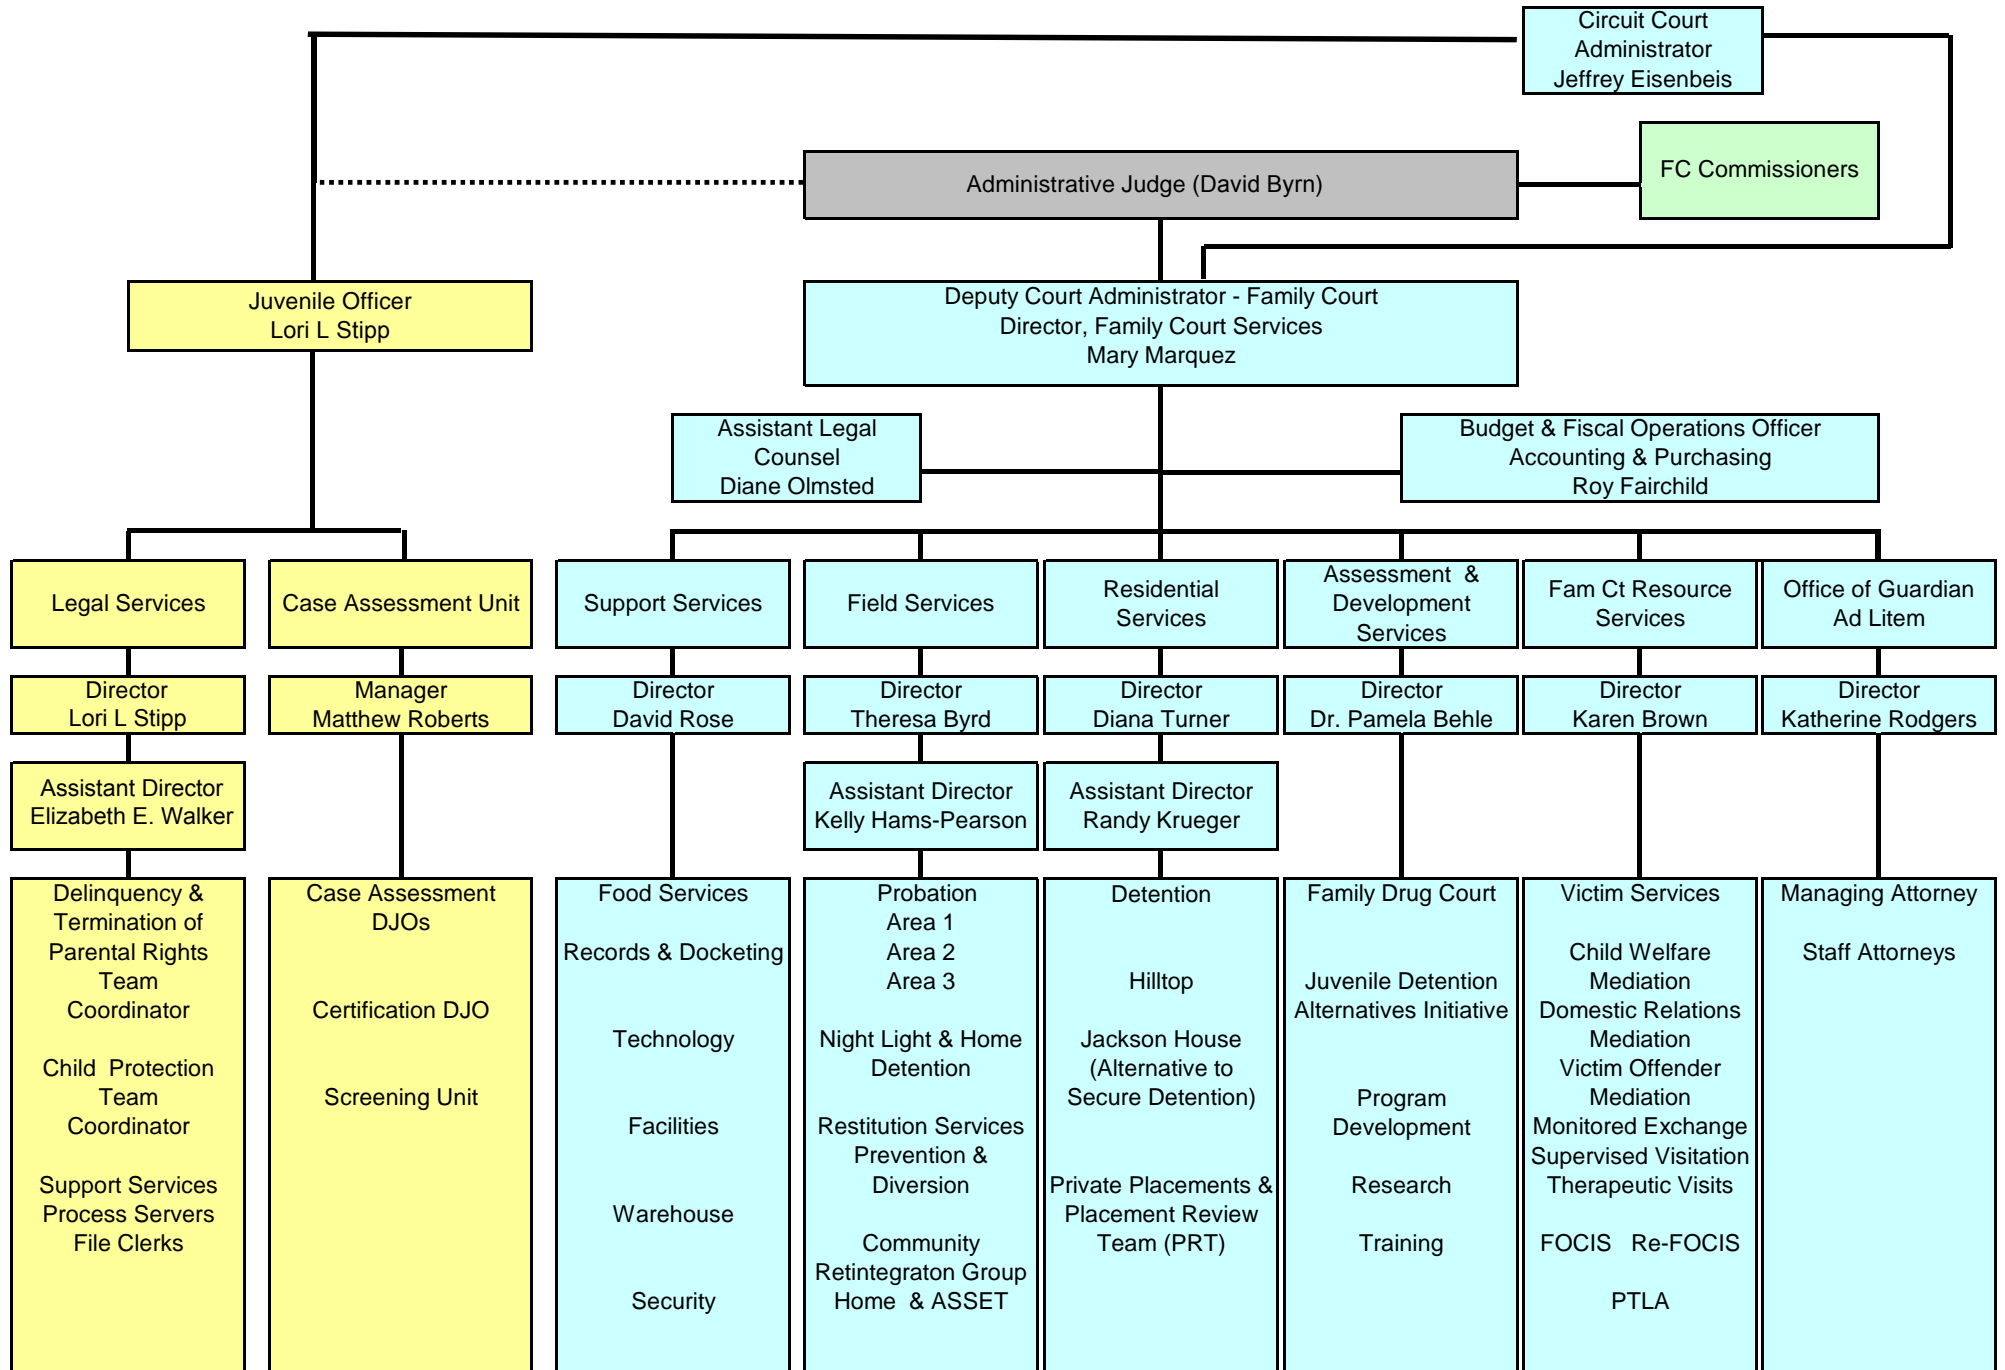 Circuit Court
Administrator
Jeffrey Eisenbeis
FC Commissioners
Administrative Judge (David Byrn)
Juvenile Officer
Lori L Stipp
Deputy Court Administrator - Family Court
Director, Family Court Services
Mary Marquez
Assistant Legal
Counsel
Diane Olmsted
Budget & Fiscal Operations Officer
Accounting & Purchasing
Roy Fairchild
Legal Services
Case Assessment Unit
Support Services
Field Services
Residential
Services
Assessment & 
Development
Services
Fam Ct Resource
Services
Office of Guardian
Ad Litem
Director
Lori L Stipp
Manager
Matthew Roberts
Director
David Rose
Director
Theresa Byrd
Director
Diana Turner
Director
Dr. Pamela Behle
Director
Karen Brown
Director
Katherine Rodgers
Assistant Director
Elizabeth E. Walker
Assistant Director
Kelly Hams-Pearson
Assistant Director
Randy Krueger
Delinquency &
Termination of
Parental Rights
Team
Coordinator
Child Protection
Team
Coordinator
Support Services
Process Servers
File Clerks
Case Assessment
DJOs
Certification DJO
Screening Unit
Food Services
Records & Docketing
Technology
Facilities
Warehouse
Security
Probation
Area 1
Area 2
Area 3
Night Light & Home
Detention
Restitution Services
Prevention &
Diversion
Community
Retintegraton Group
Home & ASSET
Detention
Hilltop
Jackson House
(Alternative to
Secure Detention)
Private Placements &
Placement Review
Team (PRT)
Family Drug Court
Juvenile Detention
Alternatives Initiative
Program
Development
Research
Training
Victim Services
Child Welfare
Mediation
Domestic Relations
Mediation
Victim Offender
Mediation
Monitored Exchange
Supervised Visitation
Therapeutic Visits
FOCIS Re-FOCIS
PTLA
Managing Attorney
Staff Attorneys